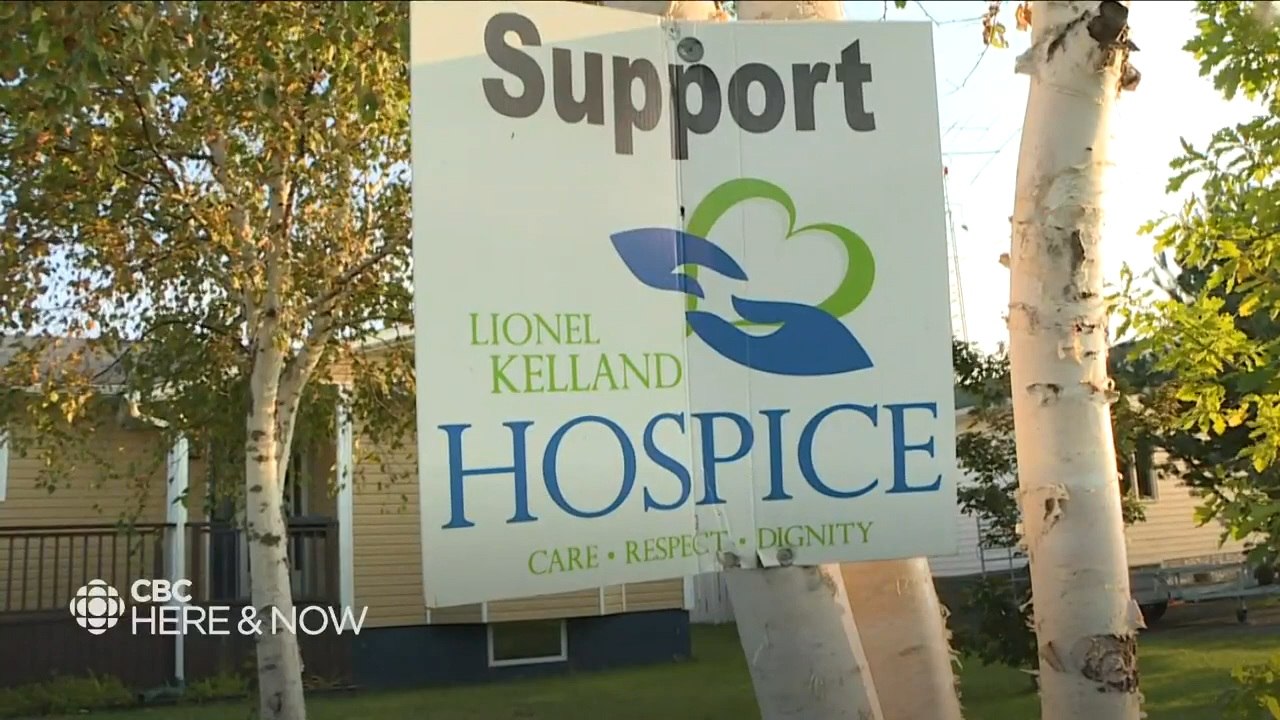 Support
LIONEL
KELLAND
HOSPICE
CARE • RESPECT • DIGNITY
CBC
HERE & NOW